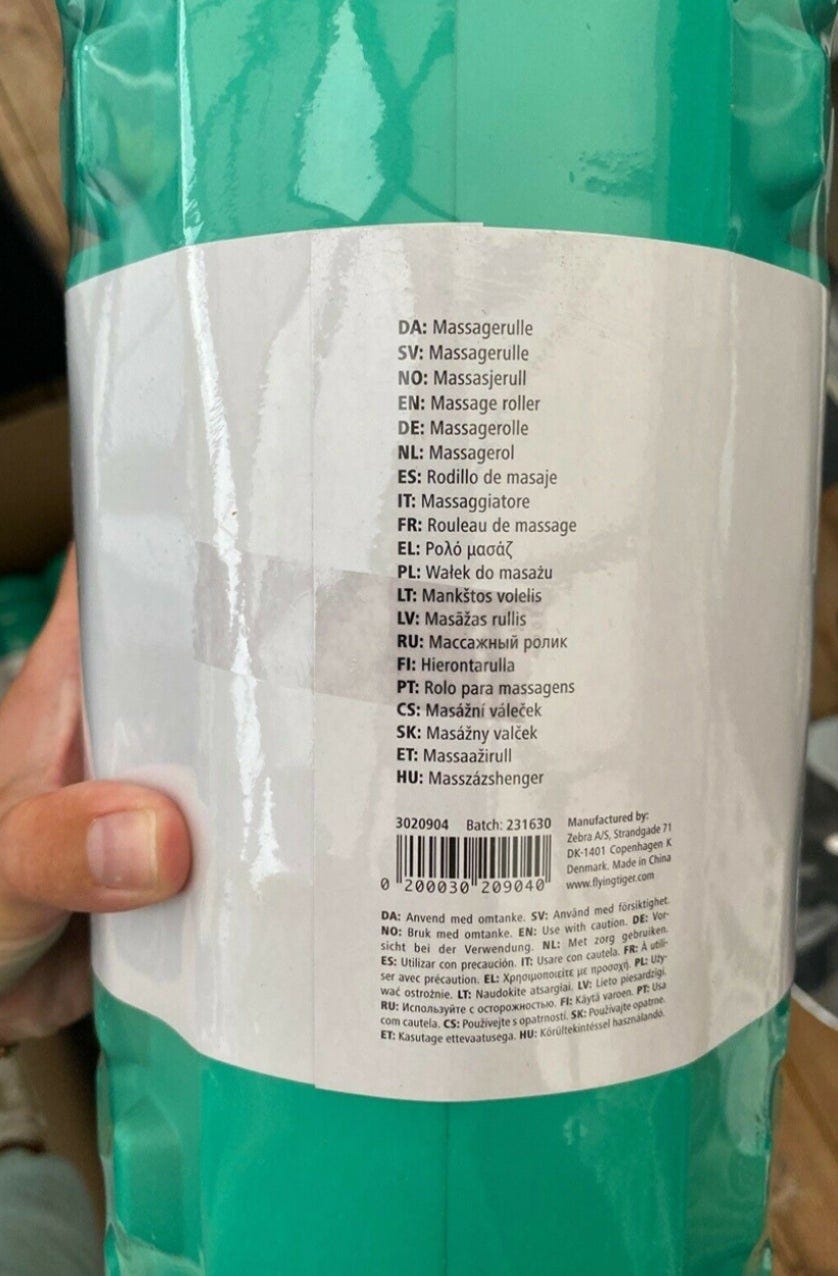 DA: Massagerulle
SV: Massagerulle
NO: Massasjerull
EN: Massage roller
DE: Massagerolle
NL: Massagerol
ES: Rodillo de masaje
IT: Massaggiatore
FR: Rouleau de massage
EL: Ρολό μασάζ
PL: Wałek do masażu
LT: Mankštos volelis
LV: Masāžas rullis
RU: Массажный ролик
FI: Hierontarulla
PT: Rolo para massagens
CS: Masážní váleček
SK: Masážny valček
ET: Massaažirull
HU: Masszázshenger
3020904 Batch: 231630
0 200030 209040
Manufactured by:
Zebra A/S, Strandgade 71
DK-1401 Copenhagen K
Denmark. Made in China
www.flyingtiger.com
DA: Anvend med omtanke. SV: Använd med försiktighet.
NO: Bruk med omtanke. EN: Use with caution. DE: Vor-
sicht bei der Verwendung. NL: Met zorg gebruiken.
ES: Utilizar con precaución. IT: Usare con cautela. FR: À utili-
ser avec précaution. EL: Χρησιμοποιείτε με προσοχή. PL: Uży-
wać ostrożnie. LT: Naudokite atsargiai. LV: Lieto piesardzīgi.
RU: Используйте с осторожностью. FI: Käytä varoen. PT: Usa
com cautela. CS: Používejte s opatrností. SK: Používajte opatrne.
ET: Kasutage ettevaatusega. HU: Körültekintéssel használandó.